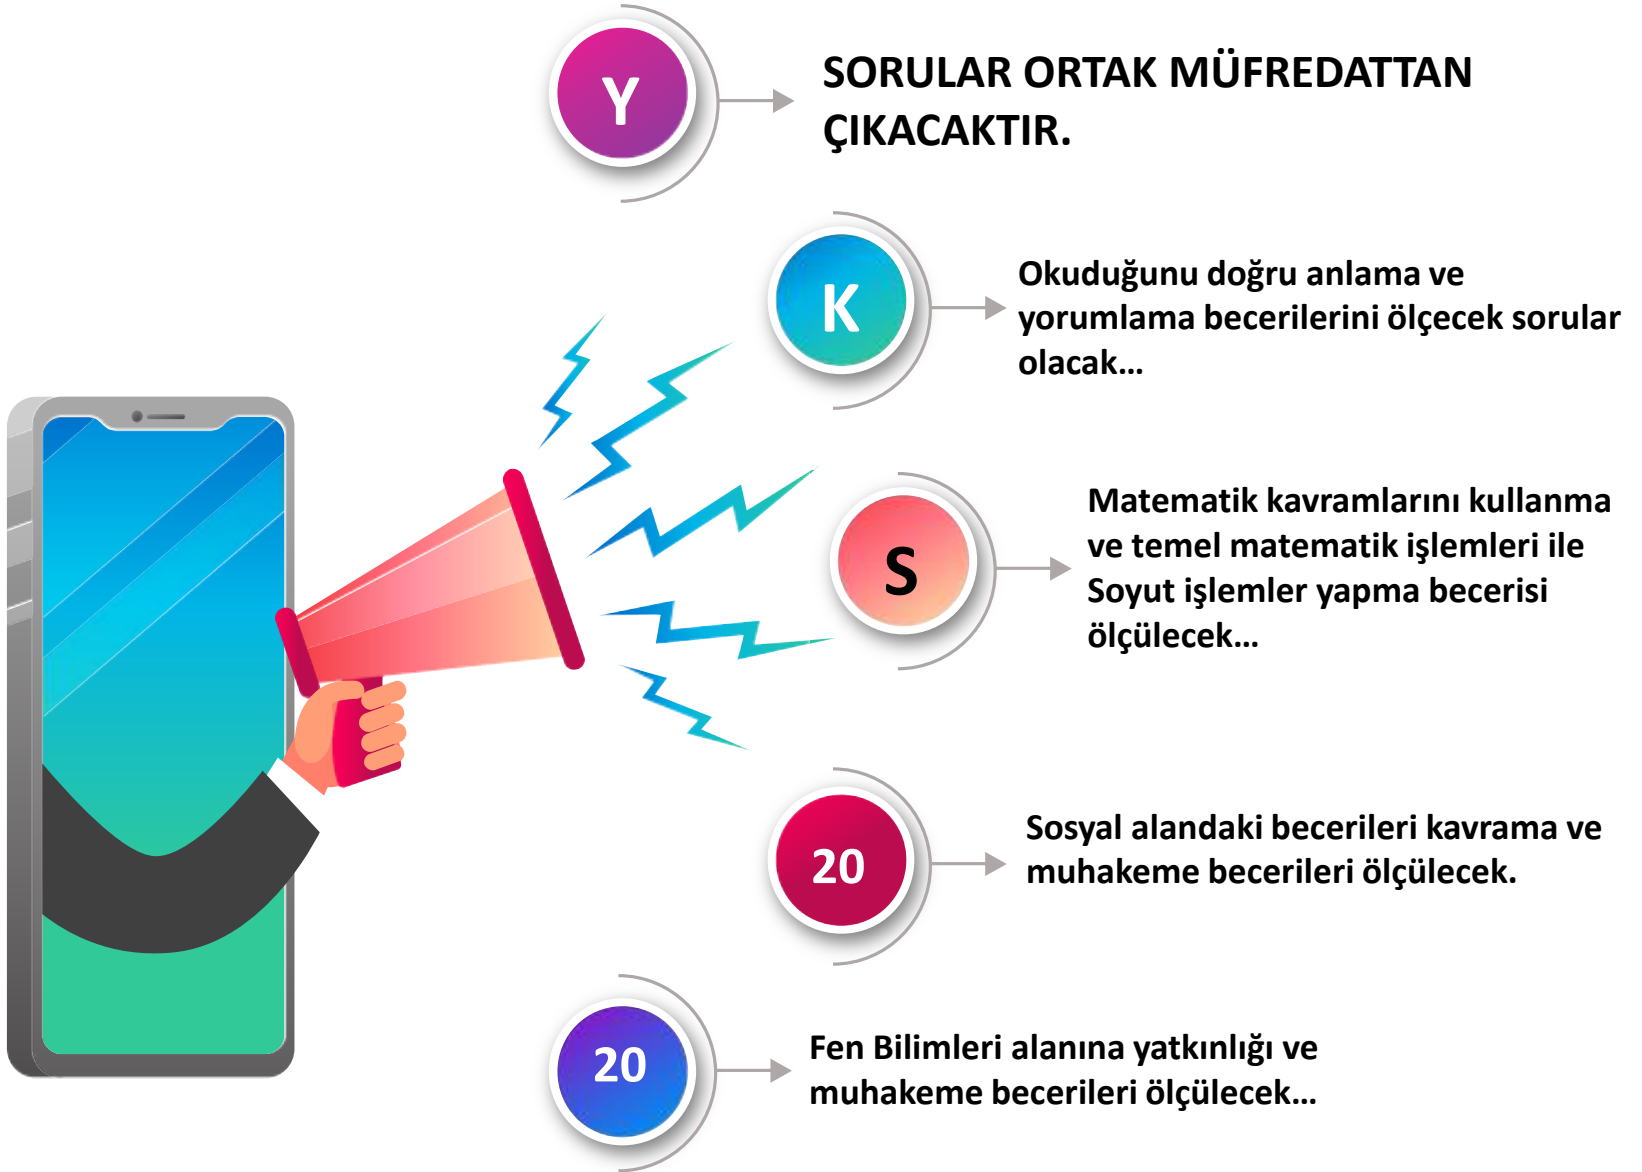 Y
SORULAR ORTAK MÜFREDATTAN
ÇIKACAKTIR.
K
Okuduğunu doğru anlama ve
yorumlama becerilerini ölçecek sorular
olacak...
S
Matematik kavramlarını kullanma
ve temel matematik işlemleri ile
Soyut işlemler yapma becerisi
ölçülecek...
20
Sosyal alandaki becerileri kavrama ve
muhakeme becerileri ölçülecek.
20
Fen Bilimleri alanına yatkınlığı ve
muhakeme becerileri ölçülecek...